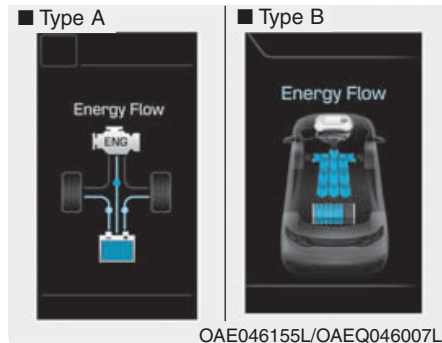 ■ Type A
■ Type B
Energy Flow
ENG
Energy Flow
OAE046155L/OAEQ046007L